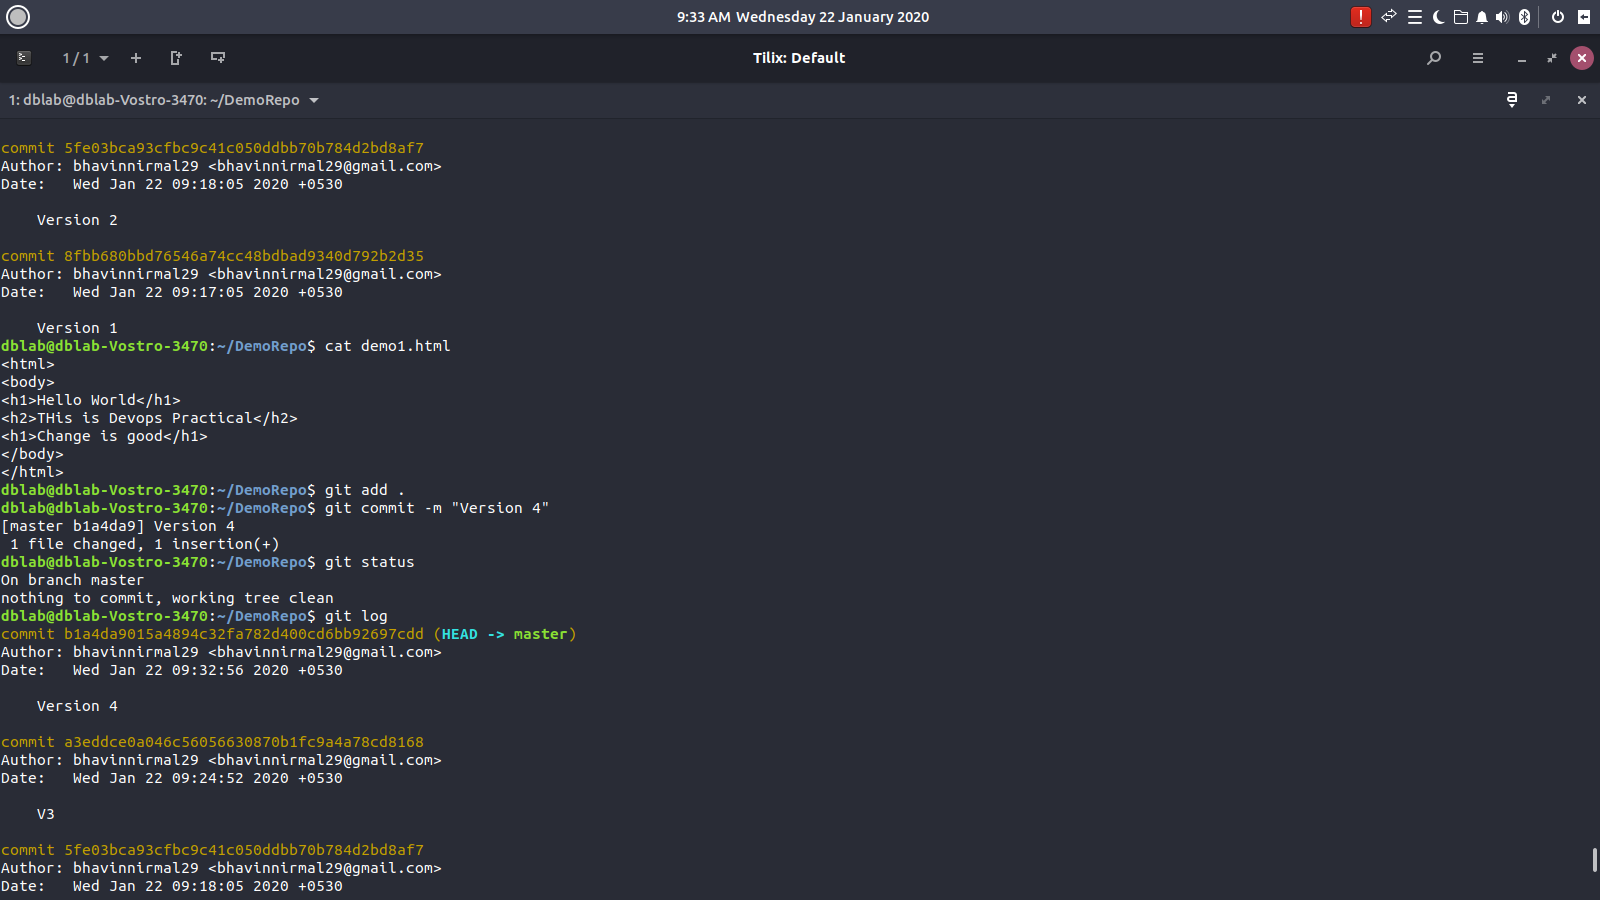 9:33 AM Wednesday 22 January 2020
1 / 1
Tilix: Default
1: dblab@dblab-Vostro-3470: ~/DemoRepo
commit 5fe03bca93cfbc9c41c050ddbb70b784d2bd8af7
Author: bhavinnirmal29 <bhavinnirmal29@gmail.com>
Date:   Wed Jan 22 09:18:05 2020 +0530
    Version 2
commit 8fbb680bbd76546a74cc48bdbad9340d792b2d35
Author: bhavinnirmal29 <bhavinnirmal29@gmail.com>
Date:   Wed Jan 22 09:17:05 2020 +0530
    Version 1
dblab@dblab-Vostro-3470:~/DemoRepo$ cat demo1.html
<html>
<body>
<h1>Hello World</h1>
<h2>THis is Devops Practical</h2>
<h1>Change is good</h1>
</body>
</html>
dblab@dblab-Vostro-3470:~/DemoRepo$ git add .
dblab@dblab-Vostro-3470:~/DemoRepo$ git commit -m "Version 4"
[master b1a4da9] Version 4
 1 file changed, 1 insertion(+)
dblab@dblab-Vostro-3470:~/DemoRepo$ git status
On branch master
nothing to commit, working tree clean
dblab@dblab-Vostro-3470:~/DemoRepo$ git log
commit b1a4da9015a4894c32fa782d400cd6bb92697cdd (HEAD -> master)
Author: bhavinnirmal29 <bhavinnirmal29@gmail.com>
Date:   Wed Jan 22 09:32:56 2020 +0530
    Version 4
commit a3eddce0a046c56056630870b1fc9a4a78cd8168
Author: bhavinnirmal29 <bhavinnirmal29@gmail.com>
Date:   Wed Jan 22 09:24:52 2020 +0530
    V3
commit 5fe03bca93cfbc9c41c050ddbb70b784d2bd8af7
Author: bhavinnirmal29 <bhavinnirmal29@gmail.com>
Date:   Wed Jan 22 09:18:05 2020 +0530